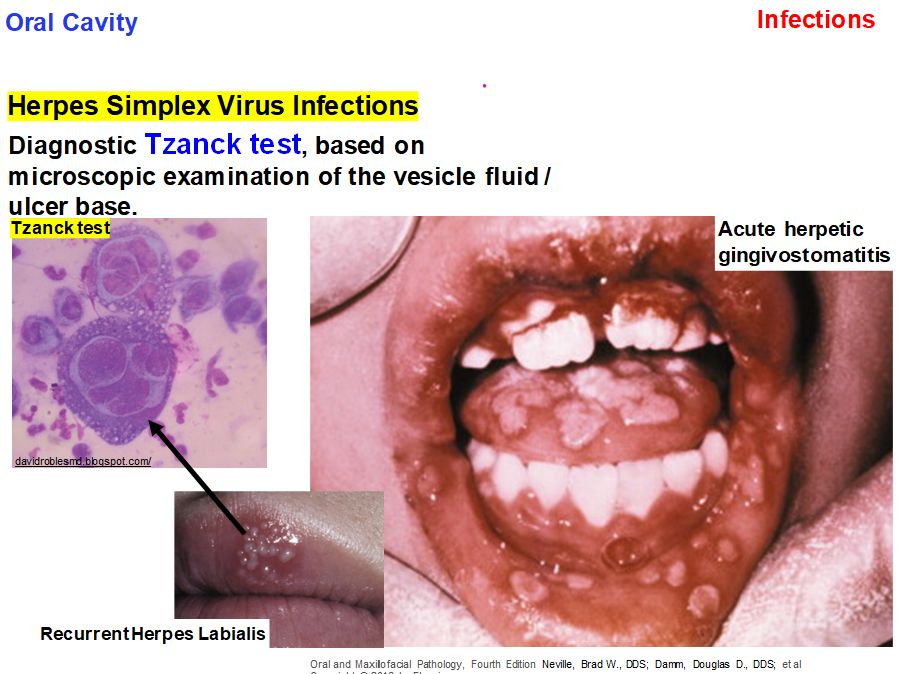 Oral Cavity
Infections
Herpes Simplex Virus Infections
Diagnostic Tzanck test, based on
microscopic examination of the vesicle fluid /
ulcer base.
Tzanck test
Acute herpetic
gingivostomatitis
davidroblesmd.blogspot.com/
Recurrent Herpes Labialis
Oral and Maxilofacial Pathology, Fourth Edition Neville, Brad W., DDS; Damm, Douglas D., DDS; et al